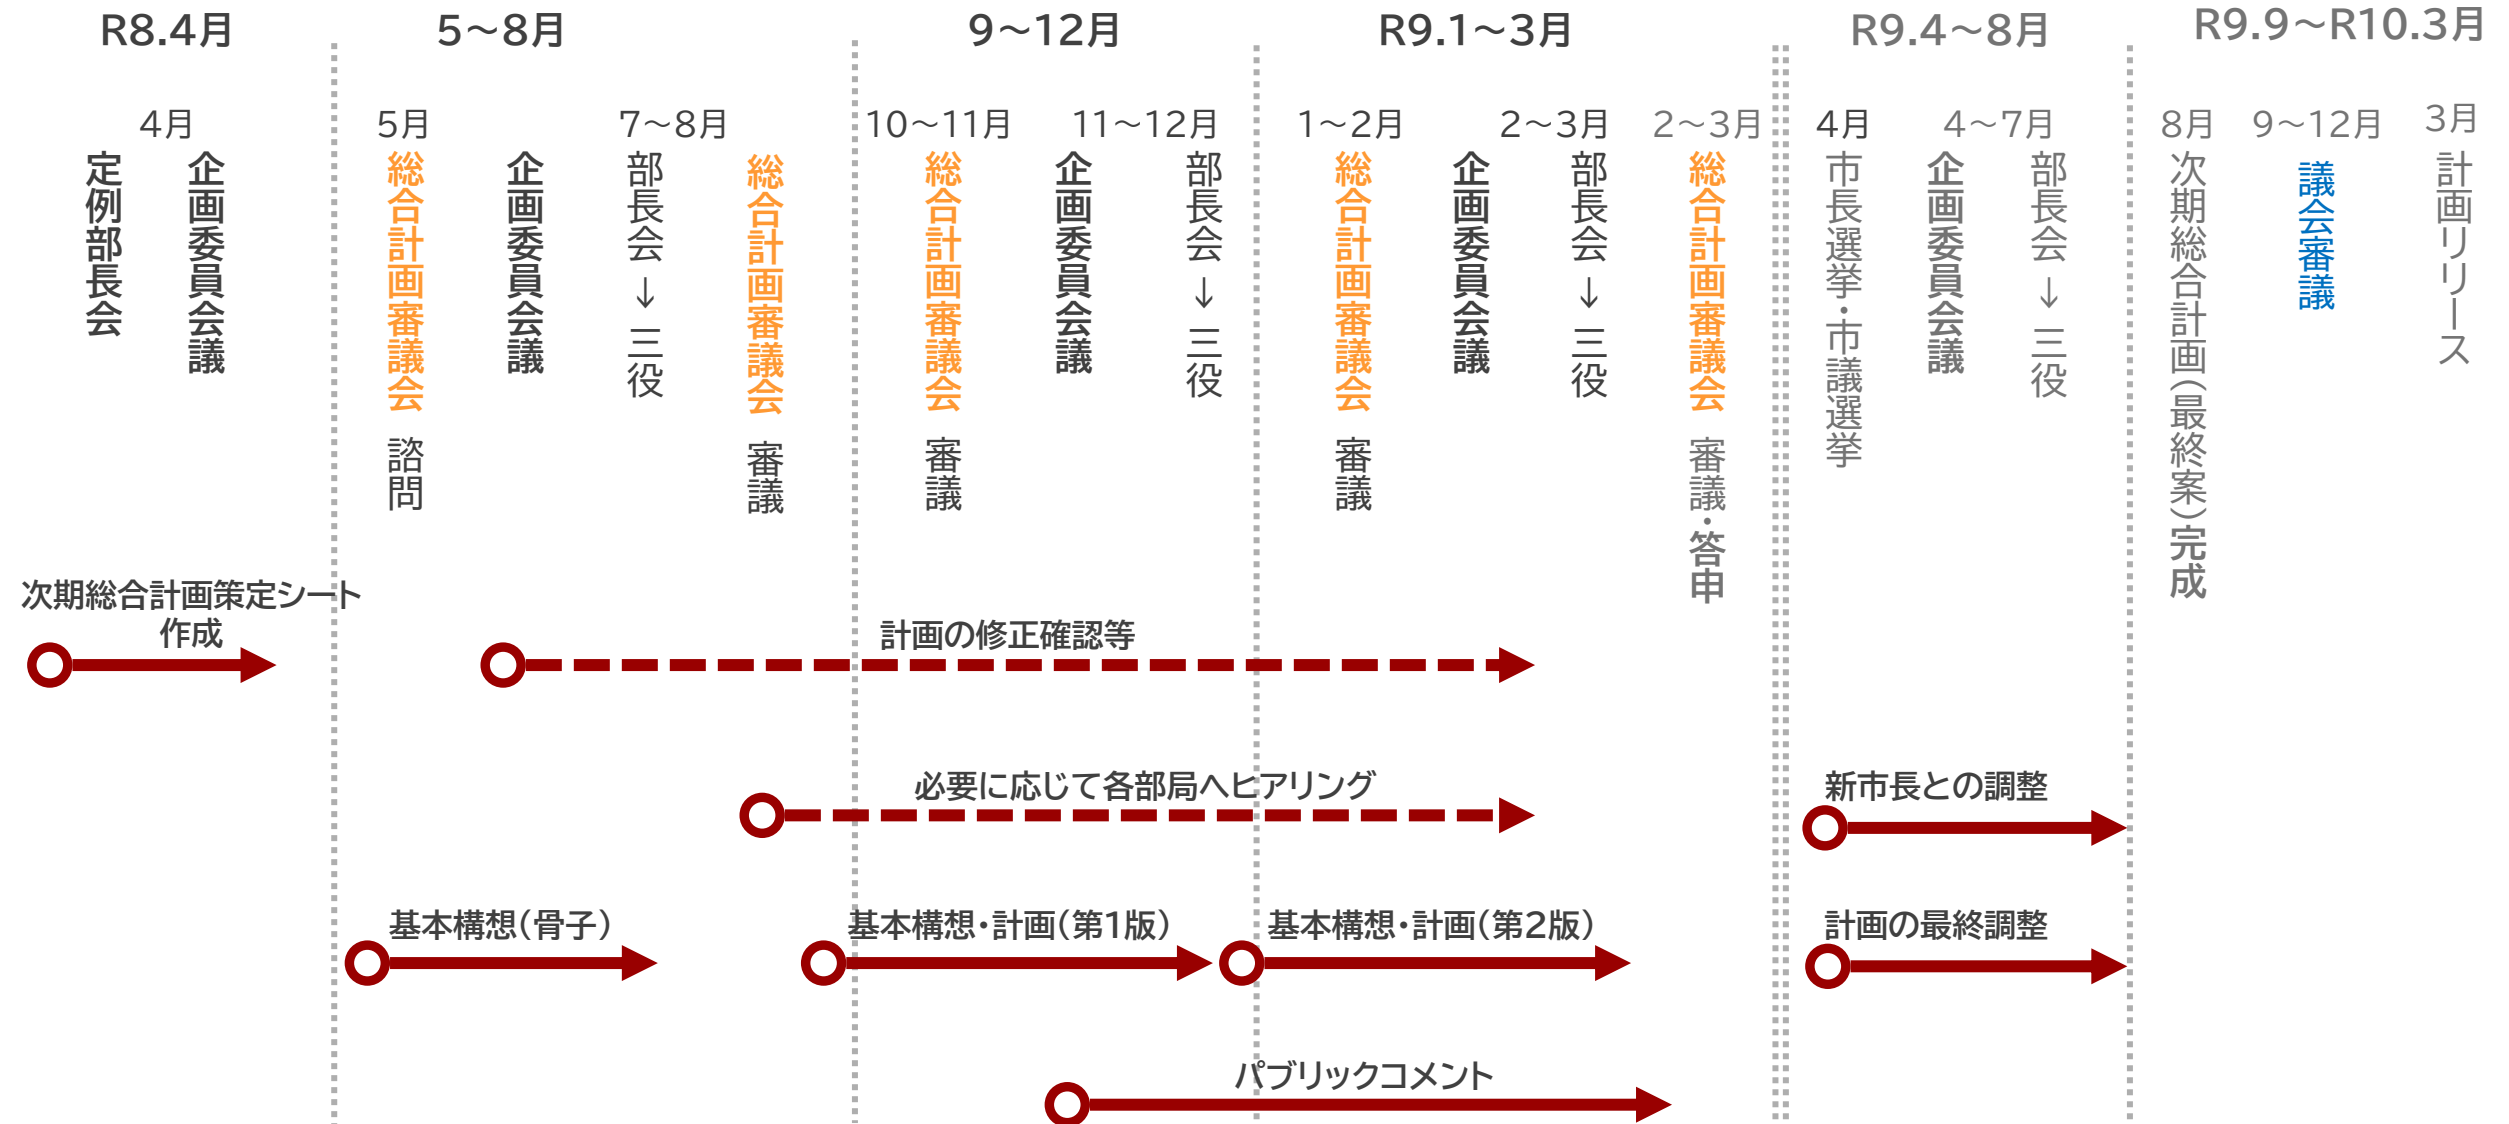 R8.4月
5～8月
9～12月
R9.1～3月
R9.4～8月
R9.9～R10.3月
4月
5月
7～8月
10～11月
11～12月
1～2月
2～3月
2～3月
4月
4～7月
8月
9～12月
3月
定例部長会
企画委員会議
総合計画審議会 諮問
企画委員会議
部長会→三役
総合計画審議会 審議
総合計画審議会 審議
企画委員会議
部長会→三役
総合計画審議会 審議
企画委員会議
部長会→三役
総合計画審議会 審議・答申
市長選挙・市議選挙
企画委員会議
部長会→三役
次期総合計画（最終案）完成
議会審議
計画リリース
次期総合計画策定シート
作成
計画の修正確認等
必要に応じて各部局へヒアリング
新市長との調整
基本構想（骨子）
基本構想・計画（第1版）
基本構想・計画（第2版）
計画の最終調整
パブリックコメント